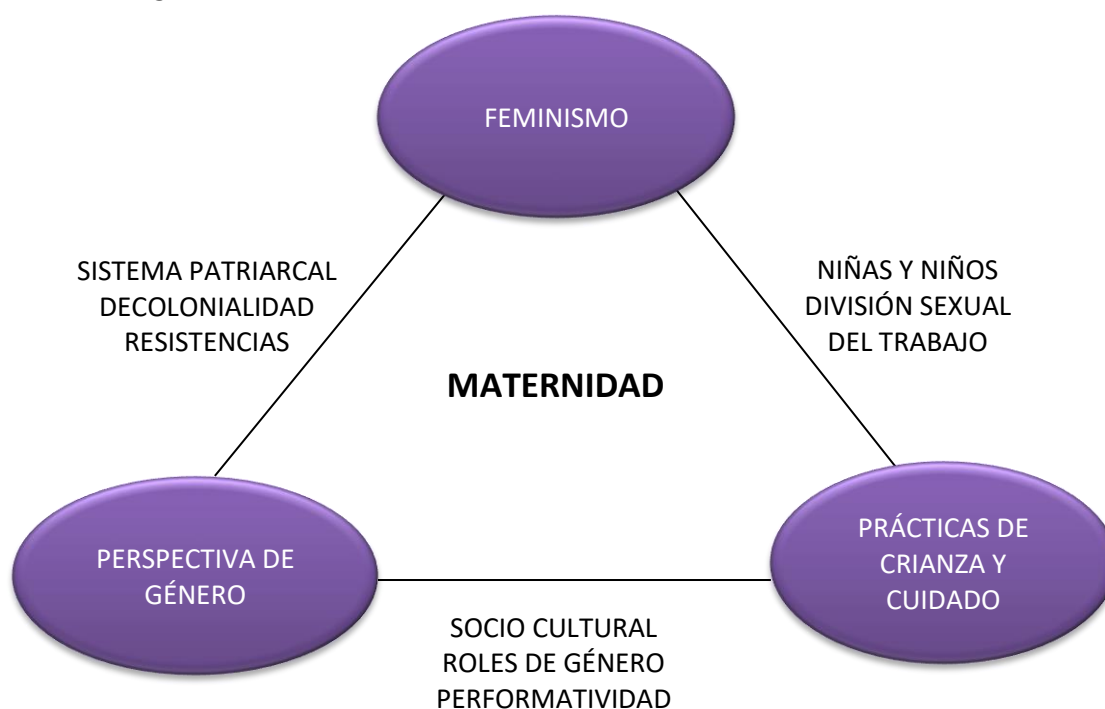 FEMINISMO
SISTEMA PATRIARCAL
DECOLONIALIDAD
RESISTENCIAS
NIÑAS Y NIÑOS
DIVISIÓN SEXUAL
DEL TRABAJO
MATERNIDAD
PERSPECTIVA DE
GÉNERO
PRÁCTICAS DE
CRIANZA Y
CUIDADO
SOCIO CULTURAL
ROLES DE GÉNERO
PERFORMATIVIDAD